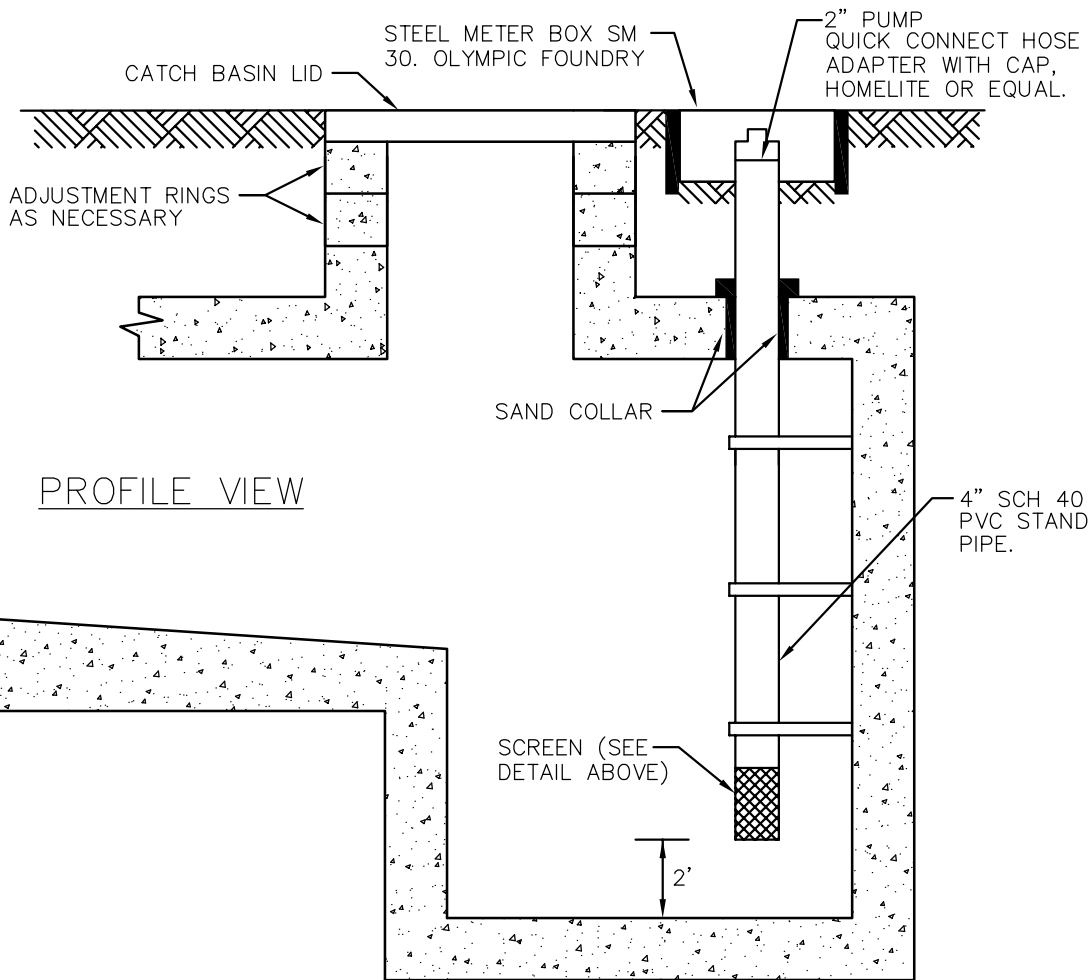 STEEL METER BOX SM
30. OLYMPIC FOUNDRY
2” PUMP
QUICK CONNECT HOSE
ADAPTER WITH CAP,
HOMELITE OR EQUAL.
CATCH BASIN LID
ADJUSTMENT RINGS
AS NECESSARY
SAND COLLAR
PROFILE VIEW
4” SCH 40
PVC STAND
PIPE.
SCREEN (SEE
DETAIL ABOVE)
2’